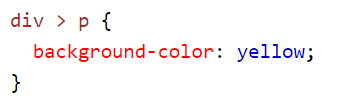 div > p {
  background-color: yellow;
}